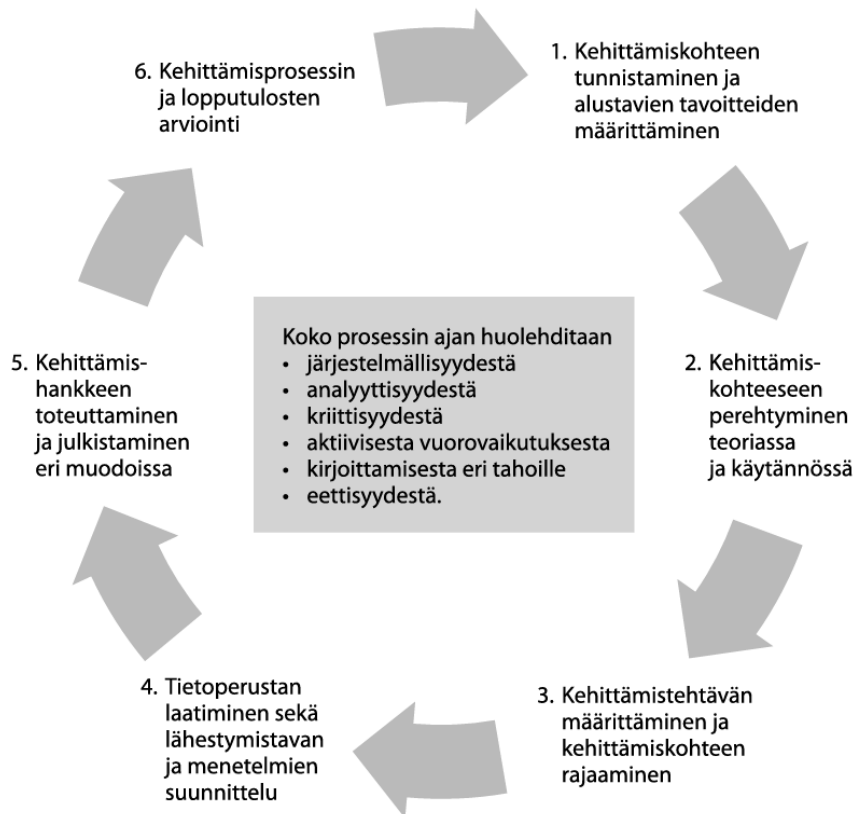 1. Kehittämiskohteen
tunnistaminen ja
alustavien tavoitteiden
määrittäminen
2. Kehittämis-
kohteeseen
perehtyminen
teoriassa
ja käytännössä
3. Kehittämistehtävän
määrittäminen ja
kehittämiskohteen
rajaaminen
4. Tietoperustan
laatiminen sekä
lähestymistavan
ja menetelmien
suunnittelu
5. Kehittämis-
hankkeen
toteuttaminen
ja julkistaminen
eri muodoissa
6. Kehittämisprosessin
ja lopputulosten
arviointi
Koko prosessin ajan huolehditaan
• järjestelmällisyydestä
• analyyttisyydestä
• kriittisyydestä
• aktiivisesta vuorovaikutuksesta
• kirjoittamisesta eri tahoille
• eettisyydestä.